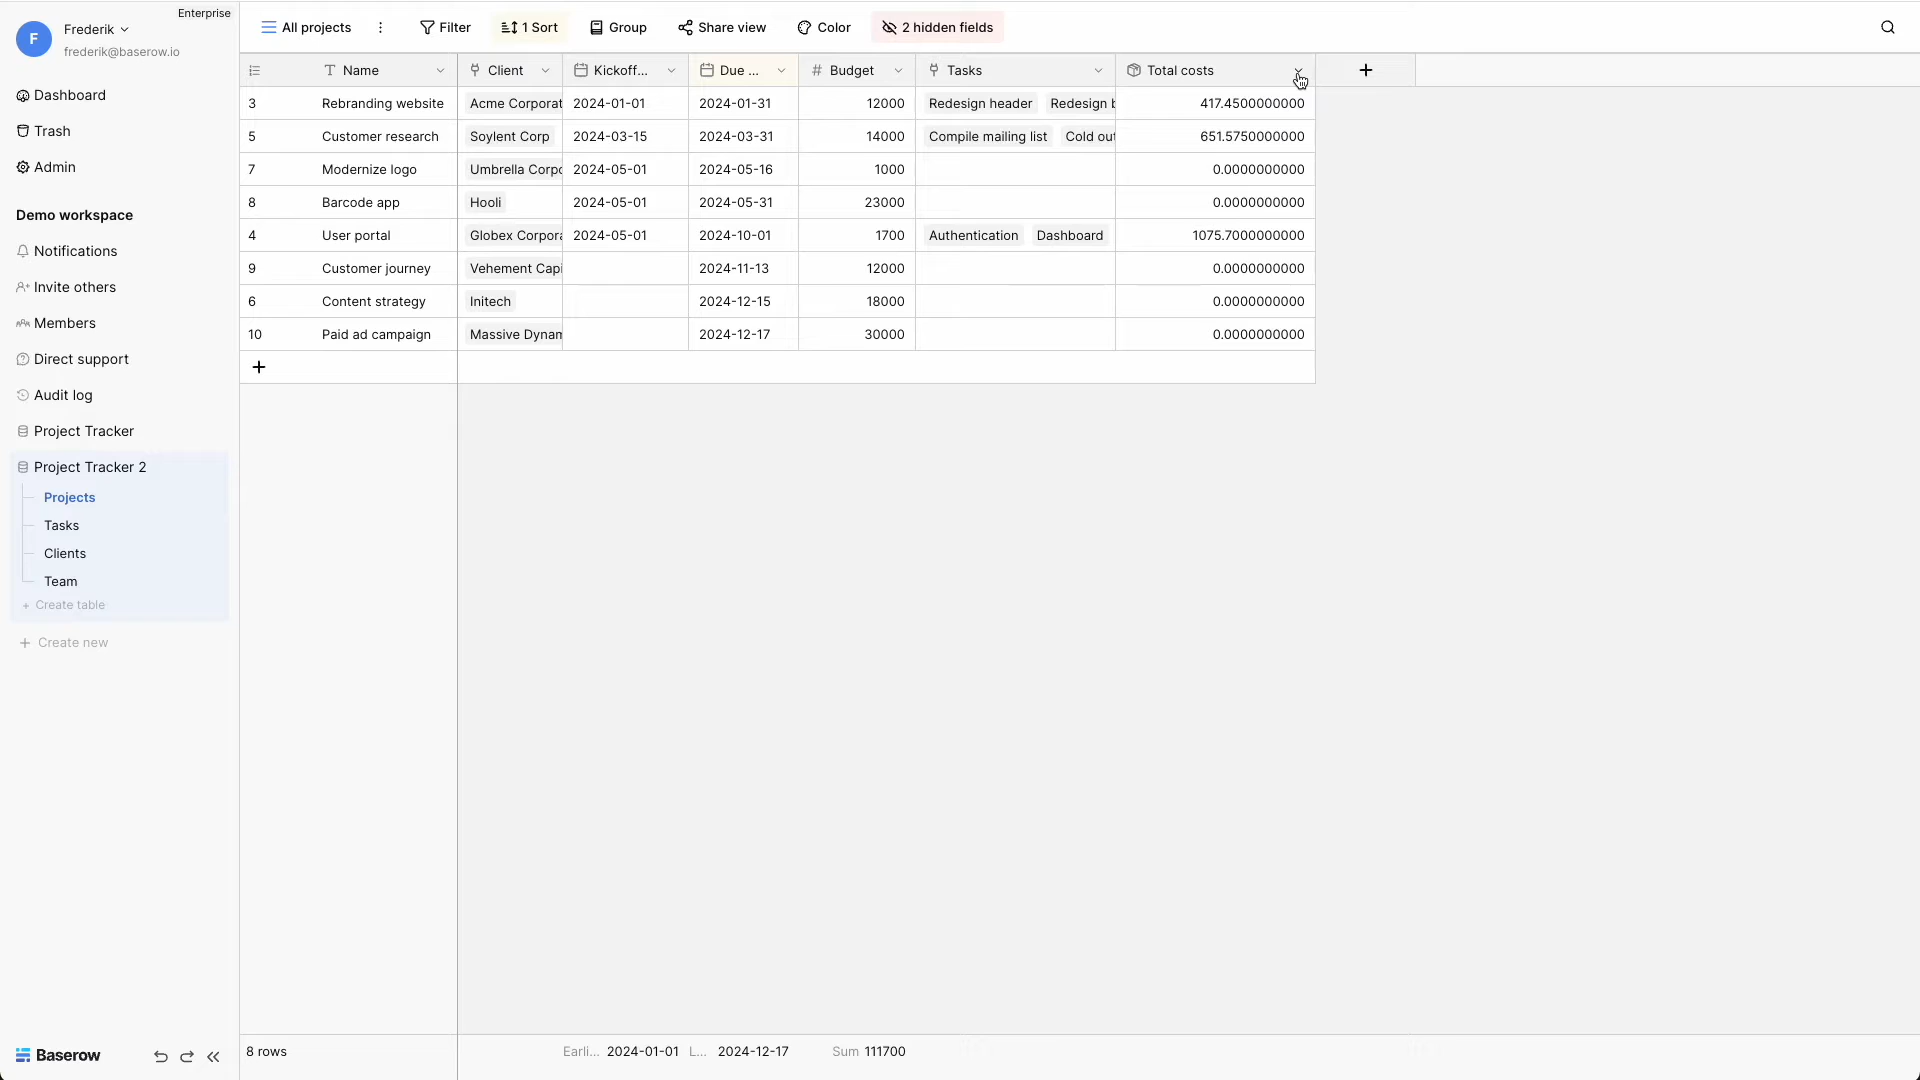 Enterprise
F
Frederik
frederik@baserow.io
Dashboard
Trash
Admin
Demo workspace
Notifications
Invite others
Members
Direct support
Audit log
Project Tracker
Project Tracker 2
Projects
Tasks
Clients
Team
+ Create table
+ Create new
Baserow
All projects Filter 1 Sort Group Share view Color 2 hidden fields
Name Client Kickoff... Due ... # Budget Tasks Total costs +
3 Rebranding website Acme Corporat 2024-01-01 2024-01-31 12000 Redesign header Redesign b 417.4500000000
5 Customer research Soylent Corp 2024-03-15 2024-03-31 14000 Compile mailing list Cold out 651.5750000000
7 Modernize logo Umbrella Corpo 2024-05-01 2024-05-16 1000 0.0000000000
8 Barcode app Hooli 2024-05-01 2024-05-31 23000 0.0000000000
4 User portal Globex Corpora 2024-05-01 2024-10-01 1700 Authentication Dashboard 1075.7000000000
9 Customer journey Vehement Capi 2024-11-13 12000 0.0000000000
6 Content strategy Initech 2024-12-15 18000 0.0000000000
10 Paid ad campaign Massive Dynam 2024-12-17 30000 0.0000000000
+
8 rows Earli... 2024-01-01 L... 2024-12-17 Sum 111700